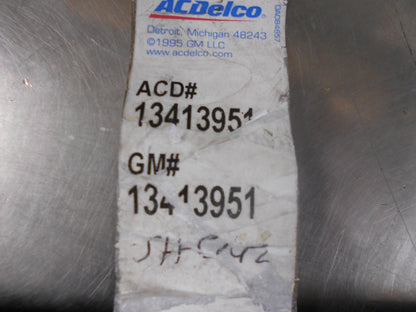 ACDelco
Detroit, Michigan 48243
©1995 GM LLC
www.acdelco.com
ACD#
13413951
GM#
13413951